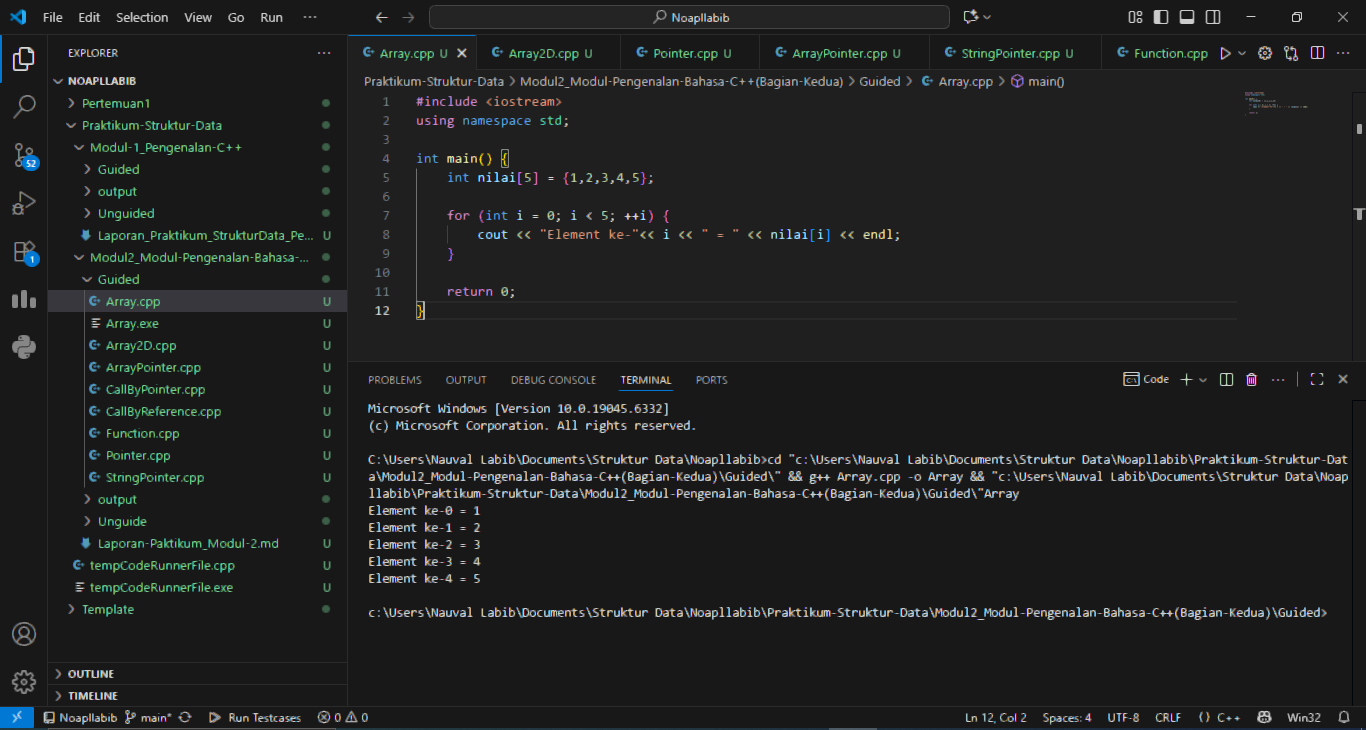 File Edit Selection View Go Run ··· Noapllabib
EXPLORER ···
NOAPLLABIB
Pertemuan1
Praktikum-Struktur-Data
Modul-1_Pengenalan-C++
Guided
output
Unguided
Laporan_Praktikum_StrukturData_Pe... U
Modul2_Modul-Pengenalan-Bahasa-...
Guided
Array.cpp U
Array.exe U
Array2D.cpp U
ArrayPointer.cpp U
CallByPointer.cpp U
CallByReference.cpp U
Function.cpp U
Pointer.cpp U
StringPointer.cpp U
output
Unguide
Laporan-Paktikum_Modul-2.md U
tempCodeRunnerFile.cpp U
tempCodeRunnerFile.exe U
Template
OUTLINE
TIMELINE
52
1
Array.cpp U Array2D.cpp U Pointer.cpp U ArrayPointer.cpp U StringPointer.cpp U Function.cpp
Praktikum-Struktur-Data > Modul2_Modul-Pengenalan-Bahasa-C++(Bagian-Kedua) > Guided > Array.cpp > main()
1 #include <iostream>
2 using namespace std;
3
4 int main() {
5 int nilai[5] = {1,2,3,4,5};
6
7 for (int i = 0; i < 5; ++i) {
8 cout << "Element ke-"<< i << " = " << nilai[i] << endl;
9 }
10
11 return 0;
12 }
PROBLEMS OUTPUT DEBUG CONSOLE TERMINAL PORTS Code
Microsoft Windows [Version 10.0.19045.6332]
(c) Microsoft Corporation. All rights reserved.
C:\Users\Nauval Labib\Documents\Struktur Data\Noapllabib>cd "c:\Users\Nauval Labib\Documents\Struktur Data\Noapllabib\Praktikum-Struktur-Dat
a\Modul2_Modul-Pengenalan-Bahasa-C++(Bagian-Kedua)\Guided\" && g++ Array.cpp -o Array && "c:\Users\Nauval Labib\Documents\Struktur Data\Noap
llabib\Praktikum-Struktur-Data\Modul2_Modul-Pengenalan-Bahasa-C++(Bagian-Kedua)\Guided\"Array
Element ke-0 = 1
Element ke-1 = 2
Element ke-2 = 3
Element ke-3 = 4
Element ke-4 = 5
c:\Users\Nauval Labib\Documents\Struktur Data\Noapllabib\Praktikum-Struktur-Data\Modul2_Modul-Pengenalan-Bahasa-C++(Bagian-Kedua)\Guided>
Noapllabib main* Run Testcases 0 0 Ln 12, Col 2 Spaces: 4 UTF-8 CRLF {} C++ Win32